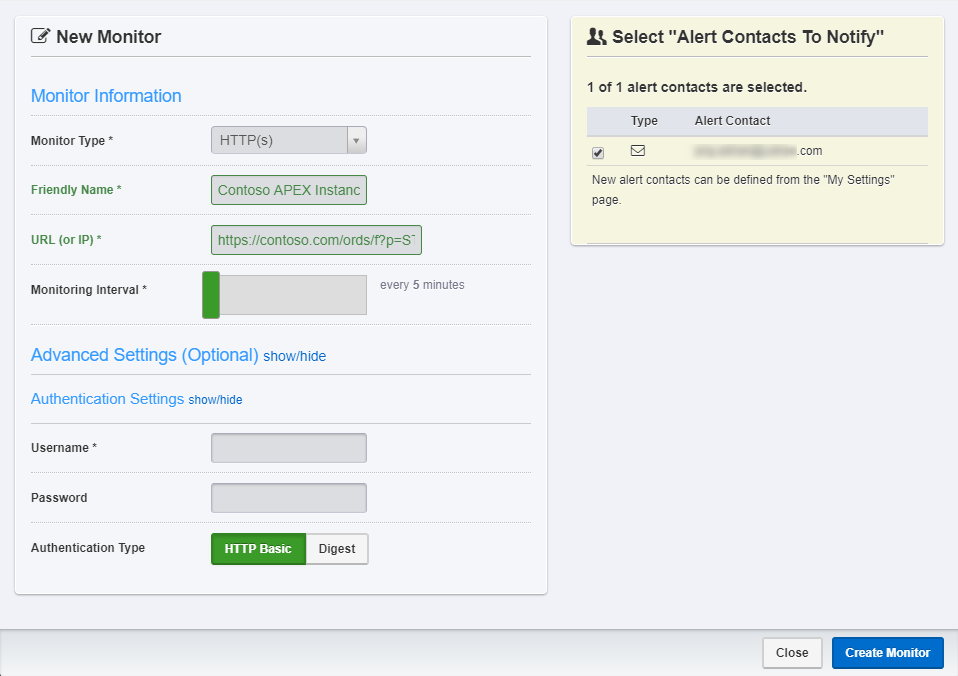 New Monitor
Monitor Information
Monitor Type *
HTTP(s)
Friendly Name *
Contoso APEX Instanc
URL (or IP) *
https://contoso.com/ords/f?p=S
Monitoring Interval *
every 5 minutes
Advanced Settings (Optional) show/hide
Authentication Settings show/hide
Username *
Password
Authentication Type
HTTP Basic
Digest
Select "Alert Contacts To Notify"
1 of 1 alert contacts are selected.
Type
Alert Contact
.com
New alert contacts can be defined from the "My Settings"
page.
Close
Create Monitor